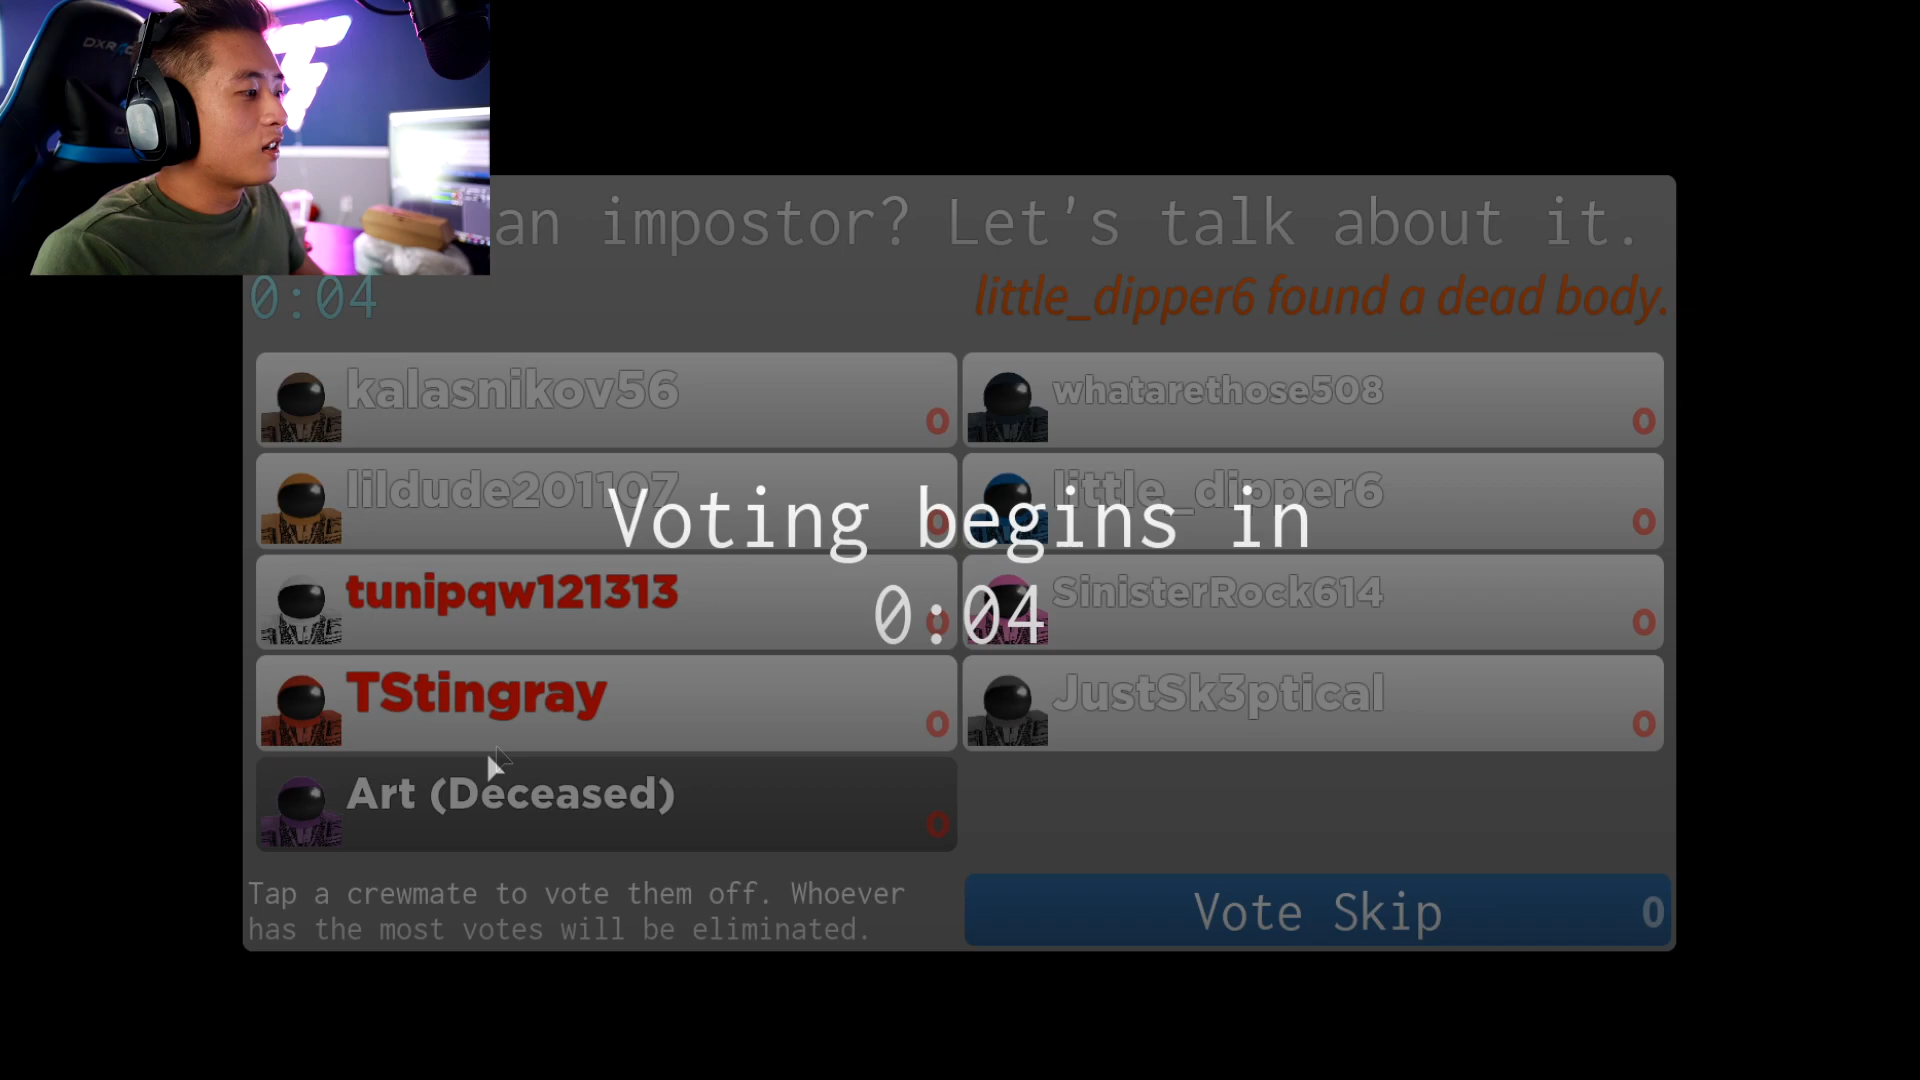 DXR
an impostor? Let's talk about it.
0:04
little_dipper6 found a dead body.
kalasnikov56
0
whatarethose508
0
lildude201107
0
little_dipper6
0
Voting begins in
0:04
tunipqw121313
0
SinisterRock614
0
TStingray
0
JustSk3ptical
0
Art (Deceased)
0
Tap a crewmate to vote them off. Whoever
has the most votes will be eliminated.
Vote Skip
0